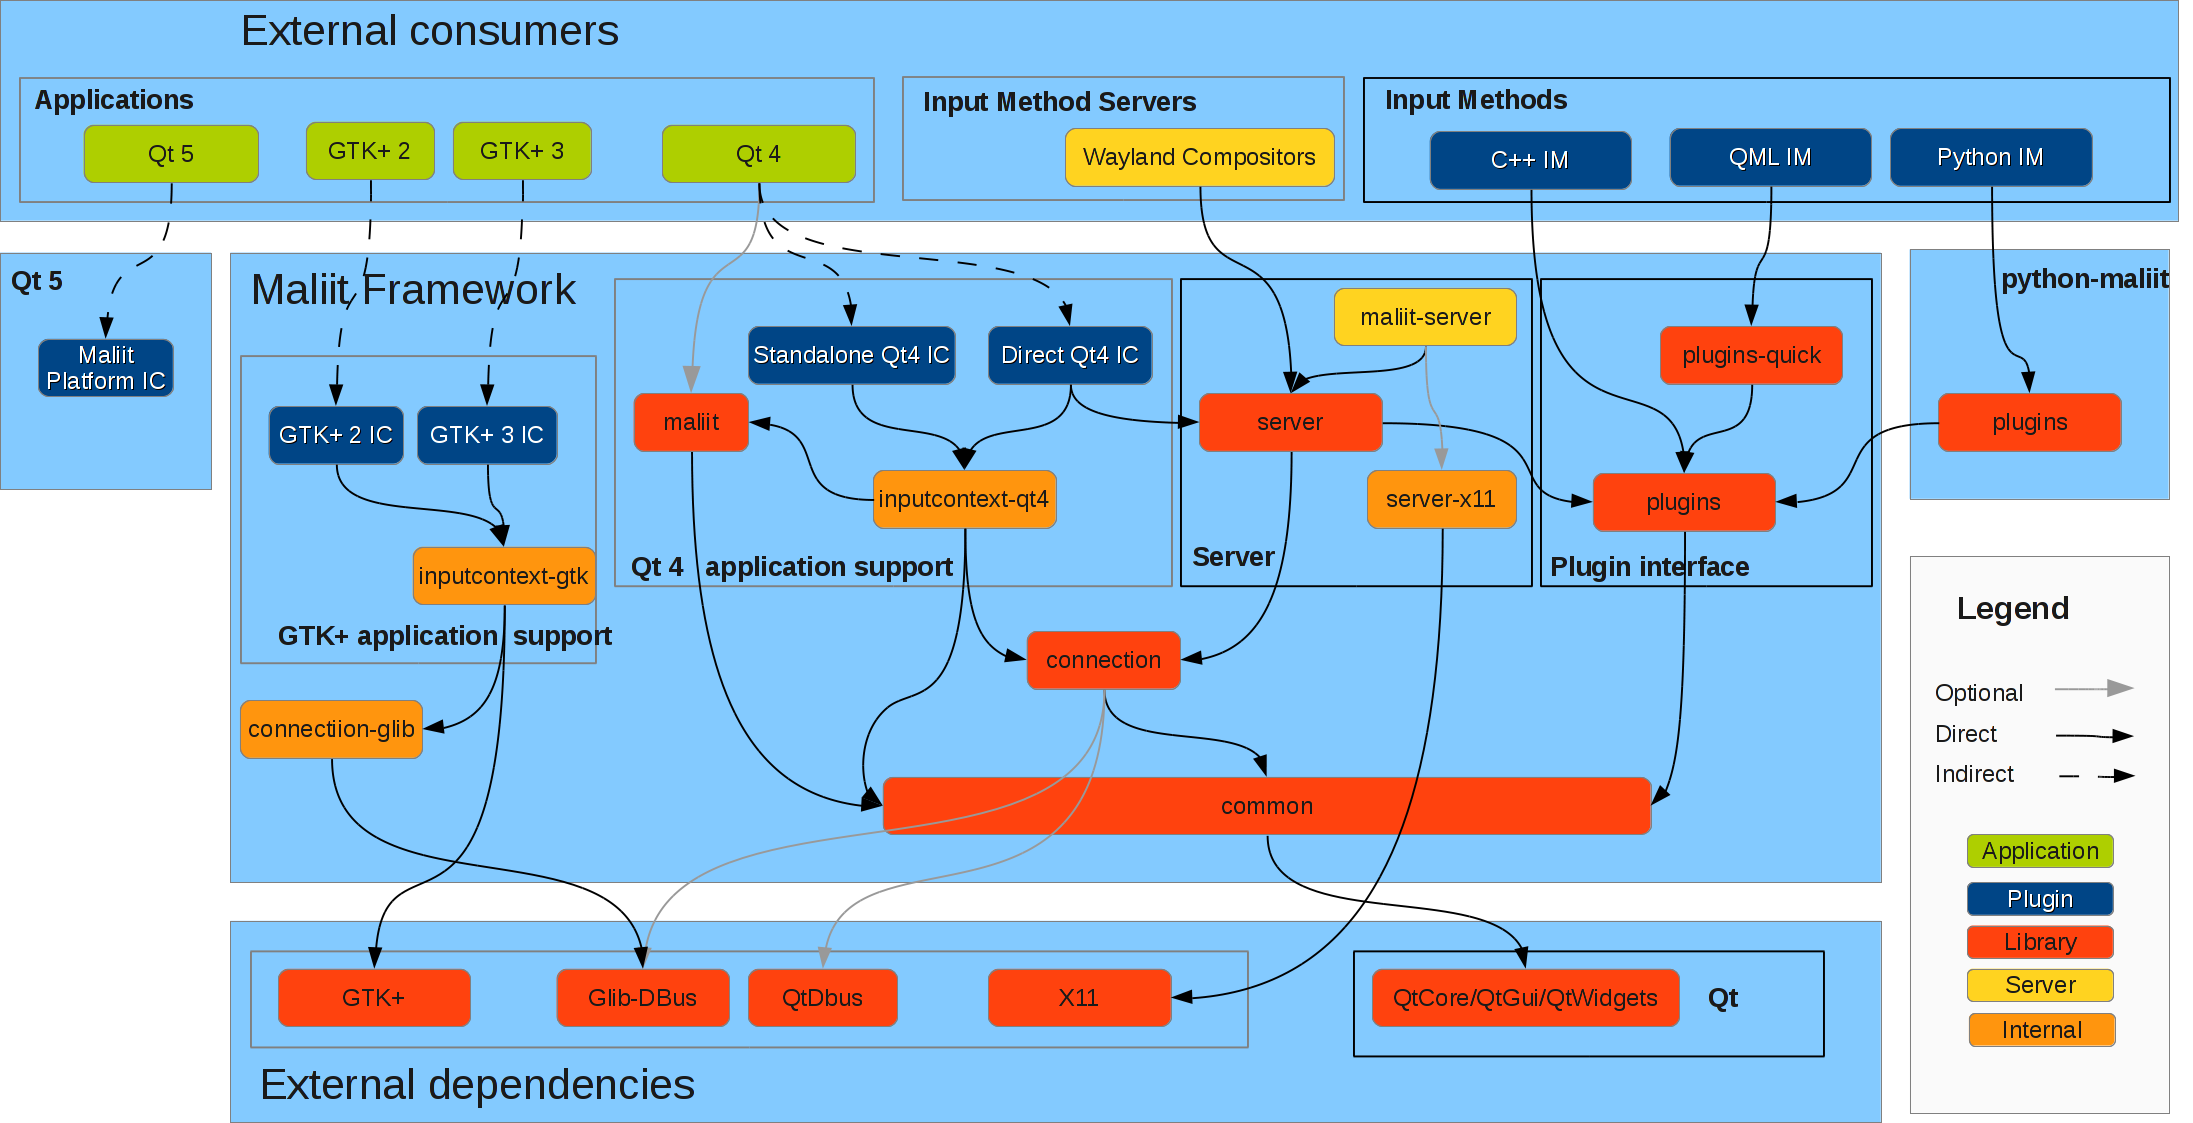 External consumers
Applications
Input Method Servers
Input Methods
Qt 5
GTK+ 2
GTK+ 3
Qt 4
Wayland Compositors
C++ IM
QML IM
Python IM
Qt 5
Maliit
Platform IC
Maliit Framework
GTK+ 2 IC
GTK+ 3 IC
inputcontext-gtk
GTK+ application support
connectiion-glib
Standalone Qt4 IC
Direct Qt4 IC
maliit
inputcontext-qt4
Qt 4 application support
maliit-server
server
server-x11
Server
plugins-quick
plugins
Plugin interface
connection
common
python-maliit
plugins
GTK+
Glib-DBus
QtDbus
X11
QtCore/QtGui/QtWidgets
Qt
External dependencies
Legend
Optional
Direct
Indirect
Application
Plugin
Library
Server
Internal